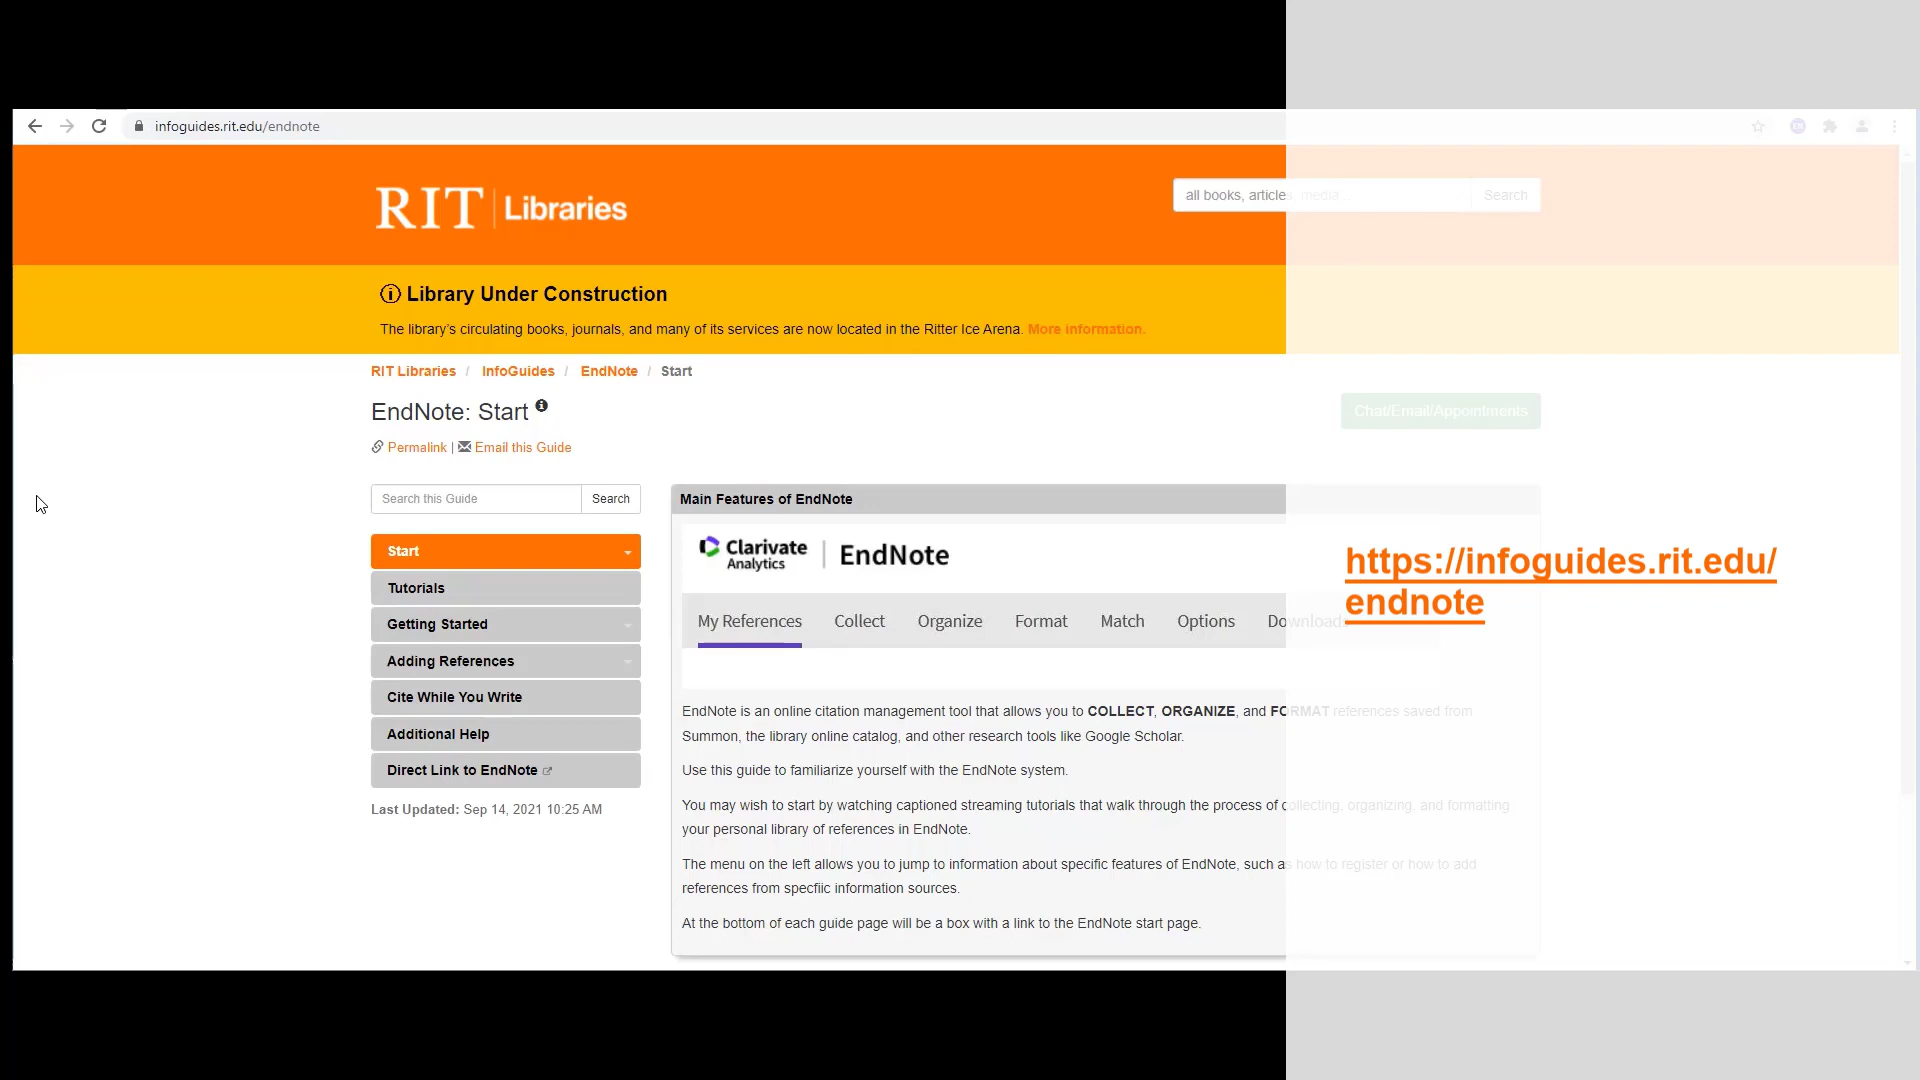 infoguides.rit.edu/endnote
RIT Libraries
all books, articles, media... Search
Library Under Construction
The library's circulating books, journals, and many of its services are now located in the Ritter Ice Arena. More information.
RIT Libraries / InfoGuides / EndNote / Start
EndNote: Start
Chat/Email/Appointments
Permalink | Email this Guide
Search this Guide Search
Start
Tutorials
Getting Started
Adding References
Cite While You Write
Additional Help
Direct Link to EndNote
Last Updated: Sep 14, 2021 10:25 AM
Main Features of EndNote
Clarivate
Analytics
EndNote
My References Collect Organize Format Match Options Downloads
EndNote is an online citation management tool that allows you to COLLECT, ORGANIZE, and FORMAT references saved from
Summon, the library online catalog, and other research tools like Google Scholar.
Use this guide to familiarize yourself with the EndNote system.
You may wish to start by watching captioned streaming tutorials that walk through the process of collecting, organizing, and formatting
your personal library of references in EndNote.
The menu on the left allows you to jump to information about specific features of EndNote, such as how to register or how to add
references from specfiic information sources.
At the bottom of each guide page will be a box with a link to the EndNote start page.
https://infoguides.rit.edu/
endnote